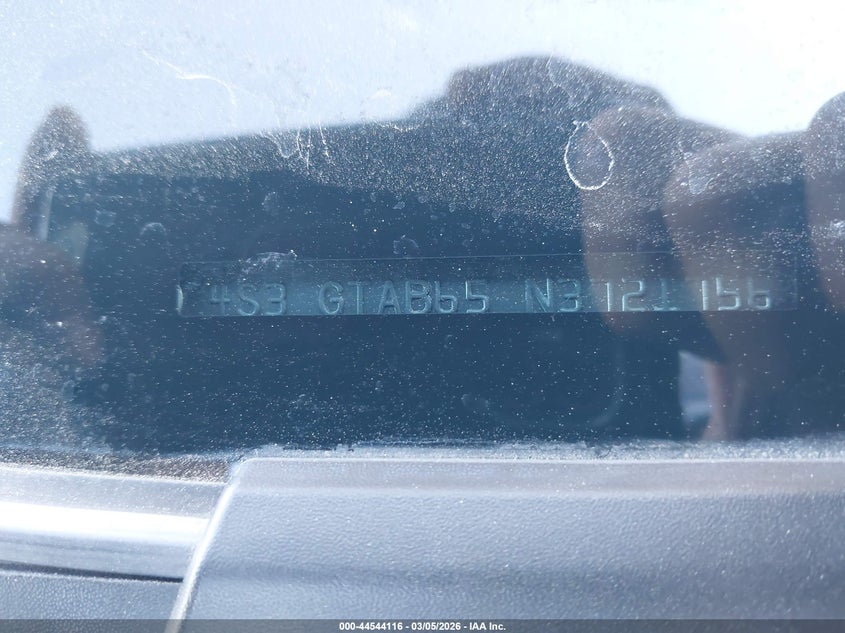 4S3 GTAB65 N3 121 156
000-44544116 - 03/05/2026 - IAA Inc.